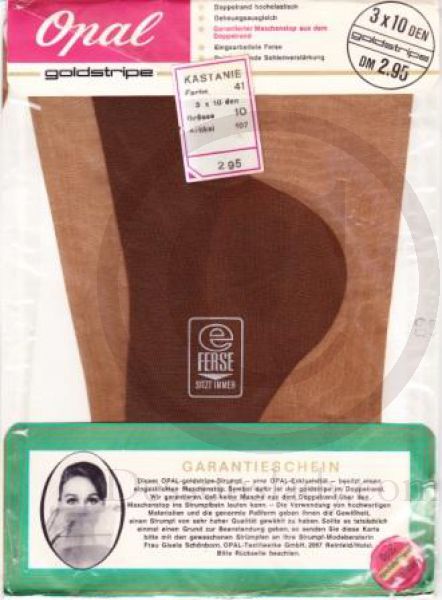 Opal
goldstripe
Doppelrand hochelastisch
Dehnungsausgleich
Garantierter Maschenstop aus dem
Doppelrand
Eingearbeitete Ferse
Sohlenverstärkung
3 x 10 DEN
goldstripe
DM 2.95
KASTANIE
Farbe 41
3 x 10 den
Grösse 10
Artikel 107
2 95
e
FERSE
SITZT IMMER
GARANTIESCHEIN
Dieser OPAL-goldstripe-Strumpf – eine OPAL-Exklusivität – besitzt einen
eingestrickten Maschenstop. Symbol dafür ist der goldstripe im Doppelrand.
Wir garantieren, daß keine Masche aus dem Doppelrand über den
Maschenstop ins Strumpfbein laufen kann. – Die Verwendung von hochwertigen
Materialien und die genormte Paßform geben Ihnen die Gewißheit,
einen Strumpf von sehr hoher Qualität gewählt zu haben. Sollte es tatsächlich
einmal einen Grund zur Beanstandung geben, so senden Sie diese Karte
bitte mit den gewaschenen Strümpfen an Ihre Strumpf-Modeberaterin
Frau Gisela Schönborn, OPAL-Textilwerke GmbH, 2067 Reinfeld/Holst.
Bitte Rückseite beachten.